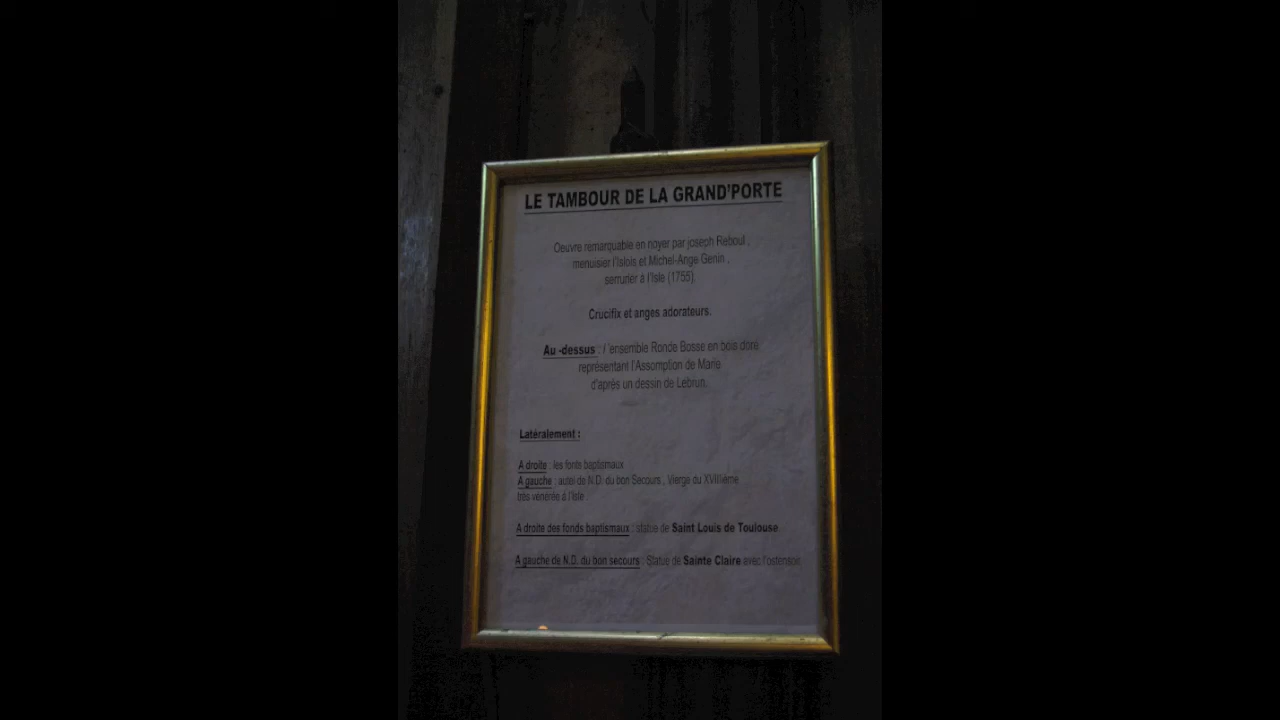 LE TAMBOUR DE LA GRAND'PORTE
Oeuvre remarquable en noyer par joseph Reboul ,
menuisier l'Islois et Michel-Ange Genin ,
serrurier à l'Isle (1755).
Crucifix et anges adorateurs.
Au -dessus : l 'ensemble Ronde Bosse en bois doré
représentant l'Assomption de Marie
d'après un dessin de Lebrun.
Latéralement :
A droite : les fonts baptismaux
A gauche : autel de N.D. du bon Secours , Vierge du XVIIIième
très vénérée à l'Isle
A droite des fonds baptismaux : statue de Saint Louis de Toulouse.
A gauche de N.D. du bon secours : Statue de Sainte Claire avec l'ostensoir.